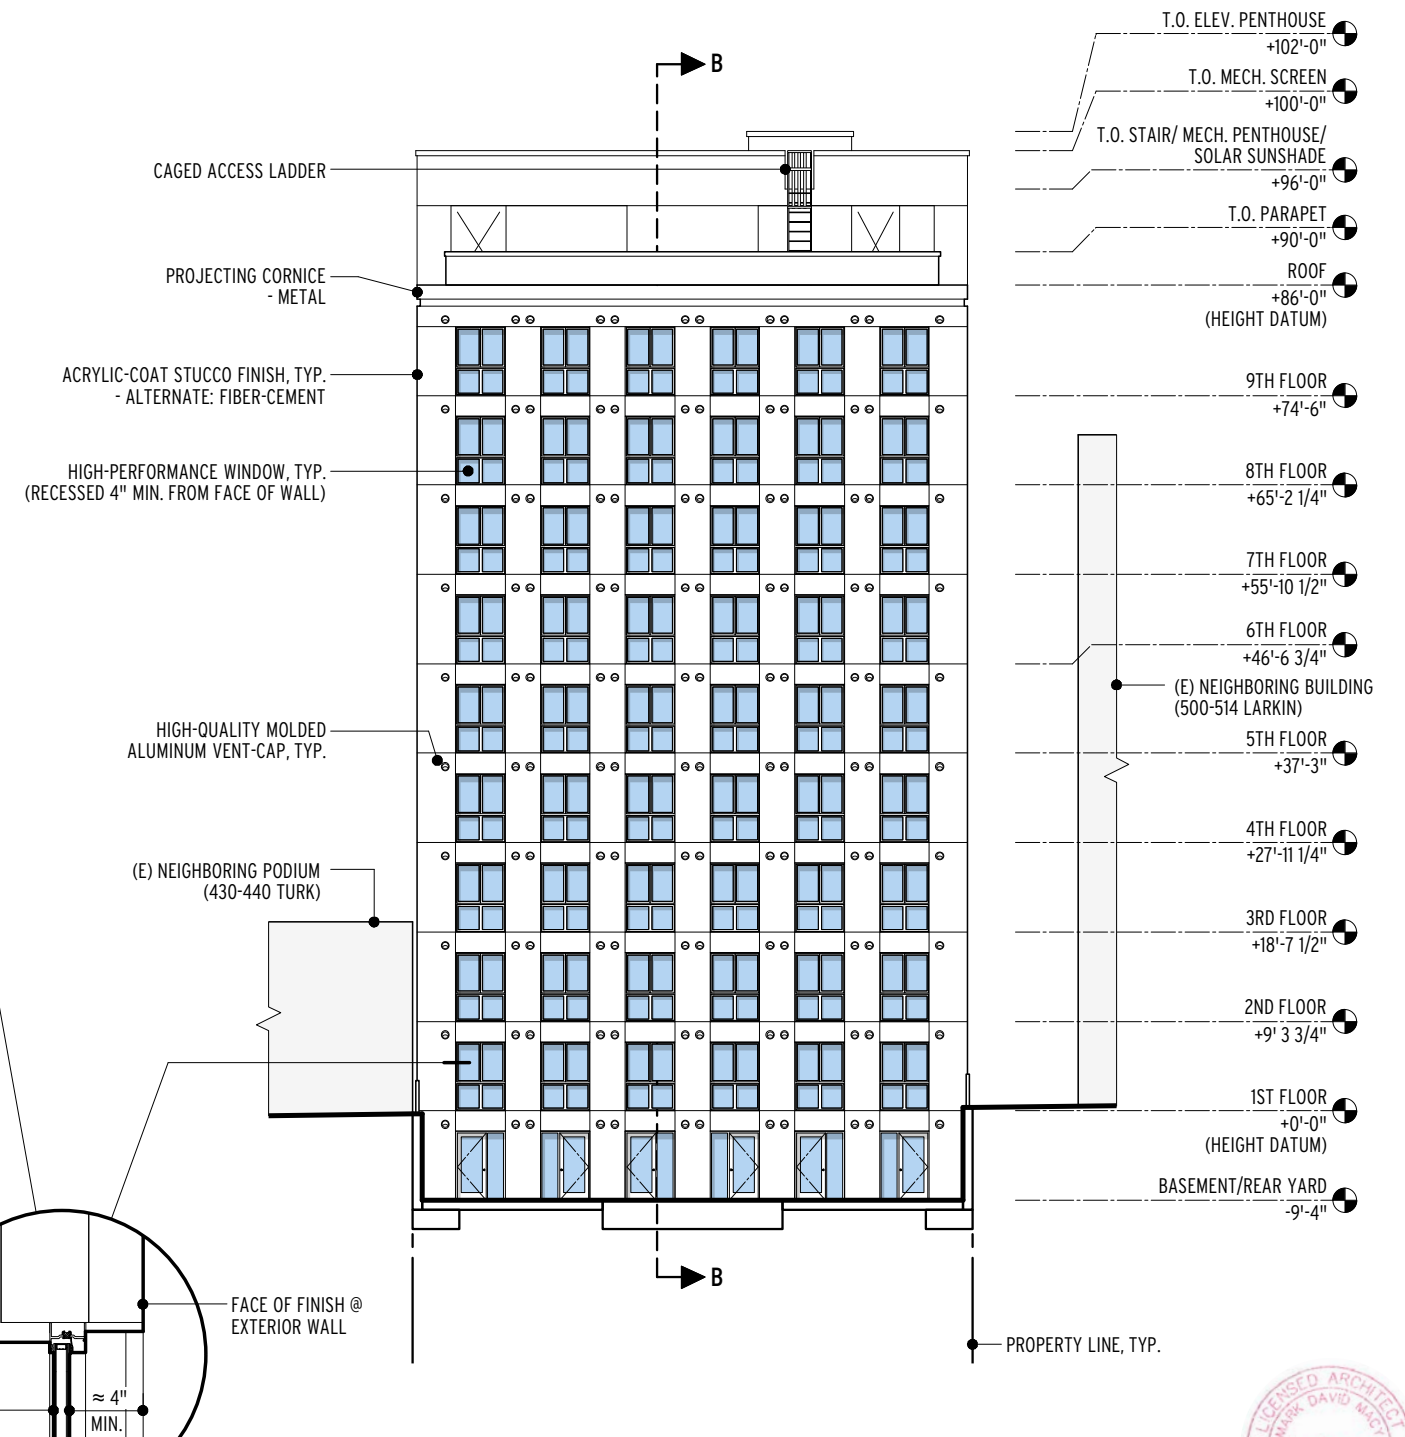 T.O. ELEV. PENTHOUSE
+102'-0"
B
T.O. MECH. SCREEN
+100'-0"
T.O. STAIR/ MECH. PENTHOUSE/
SOLAR SUNSHADE
+96'-0"
CAGED ACCESS LADDER
T.O. PARAPET
+90'-0"
PROJECTING CORNICE
- METAL
ROOF
+86'-0"
(HEIGHT DATUM)
ACRYLIC-COAT STUCCO FINISH, TYP.
- ALTERNATE: FIBER-CEMENT
9TH FLOOR
+74'-6"
HIGH-PERFORMANCE WINDOW, TYP.
(RECESSED 4" MIN. FROM FACE OF WALL)
8TH FLOOR
+65'-2 1/4"
7TH FLOOR
+55'-10 1/2"
6TH FLOOR
+46'-6 3/4"
(E) NEIGHBORING BUILDING
(500-514 LARKIN)
HIGH-QUALITY MOLDED
ALUMINUM VENT-CAP, TYP.
5TH FLOOR
+37'-3"
4TH FLOOR
+27'-11 1/4"
(E) NEIGHBORING PODIUM
(430-440 TURK)
3RD FLOOR
+18'-7 1/2"
2ND FLOOR
+9' 3 3/4"
1ST FLOOR
+0'-0"
(HEIGHT DATUM)
BASEMENT/REAR YARD
-9'-4"
B
FACE OF FINISH @
EXTERIOR WALL
PROPERTY LINE, TYP.
≈ 4"
MIN.
LICENSED ARCHITECT
MARK DAVID MACY